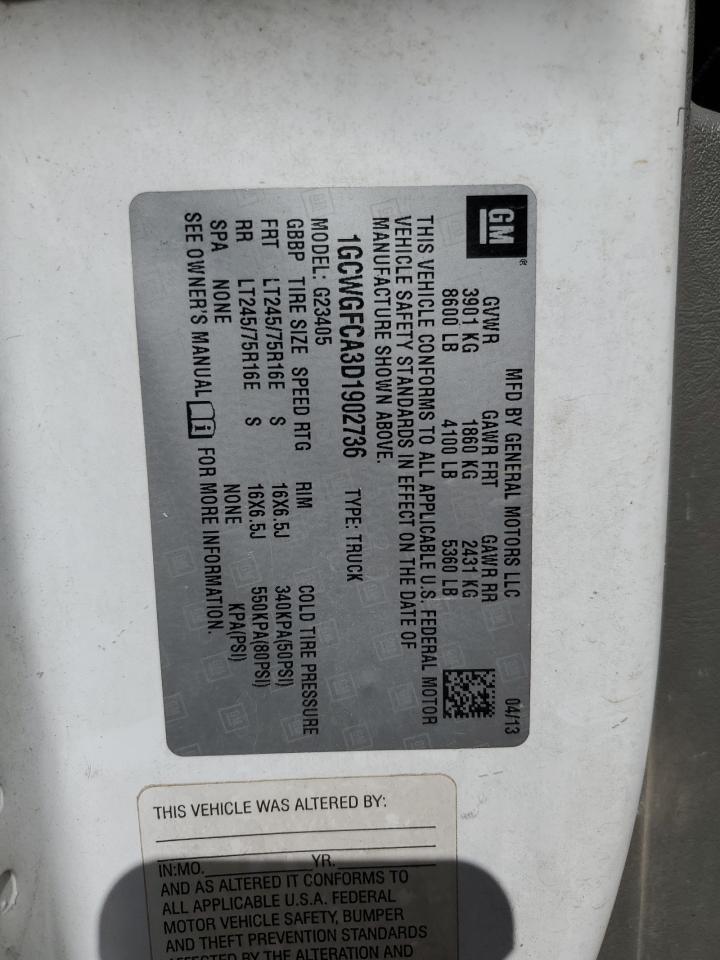 GM
®
MFD BY GENERAL MOTORS LLC 04/13
GVWR GAWR FRT GAWR RR
3901 KG 1860 KG 2431 KG
8600 LB 4100 LB 5360 LB
THIS VEHICLE CONFORMS TO ALL APPLICABLE U.S. FEDERAL MOTOR
VEHICLE SAFETY STANDARDS IN EFFECT ON THE DATE OF
MANUFACTURE SHOWN ABOVE.
1GCWGFCA3D1902736 TYPE: TRUCK
MODEL: G23405
GBBP TIRE SIZE SPEED RTG RIM COLD TIRE PRESSURE
FRT LT245/75R16E S 16X6.5J 340KPA(50PSI)
RR LT245/75R16E S 16X6.5J 550KPA(80PSI)
SPA NONE NONE KPA(PSI)
SEE OWNER'S MANUAL i FOR MORE INFORMATION.
THIS VEHICLE WAS ALTERED BY:
IN:MO. YR.
AND AS ALTERED IT CONFORMS TO
ALL APPLICABLE U.S.A. FEDERAL
MOTOR VEHICLE SAFETY, BUMPER
AND THEFT PREVENTION STANDARDS
AFFECTED BY THE ALTERATION AND